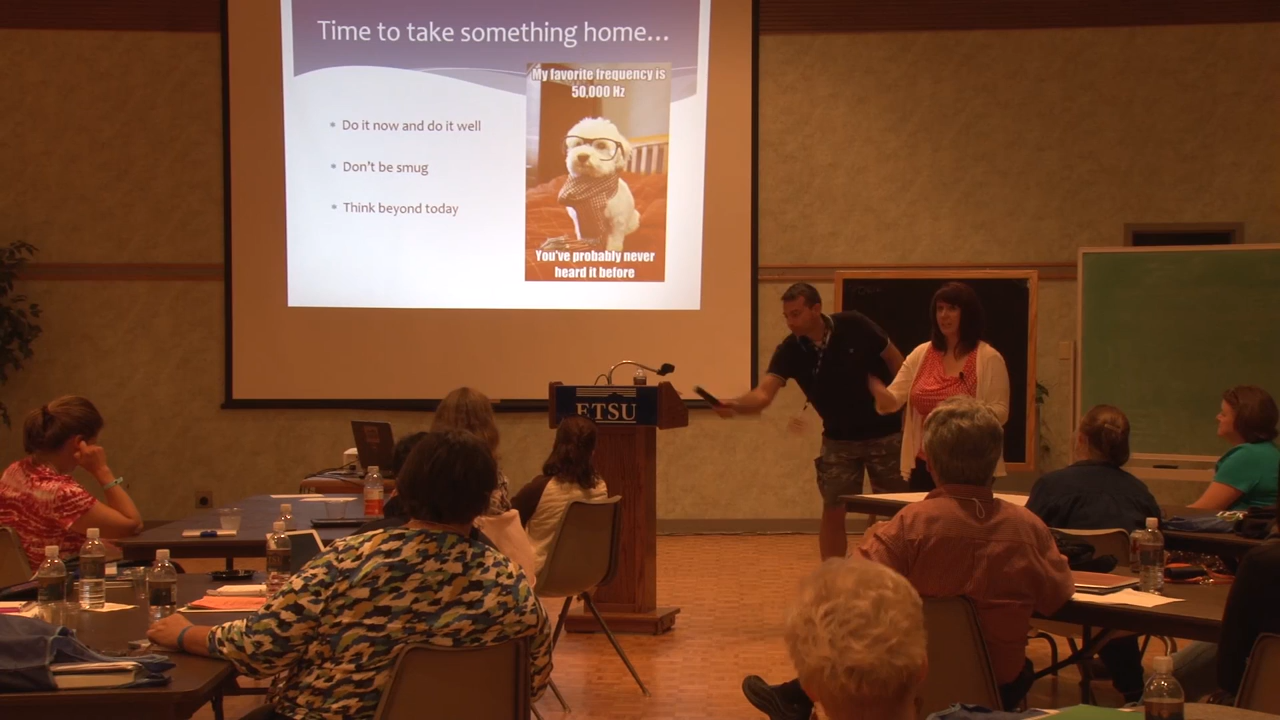 Time to take something home...
My favorite frequency is
50,000 Hz
• Do it now and do it well
• Don't be smug
• Think beyond today
You've probably never
heard it before
ETSU